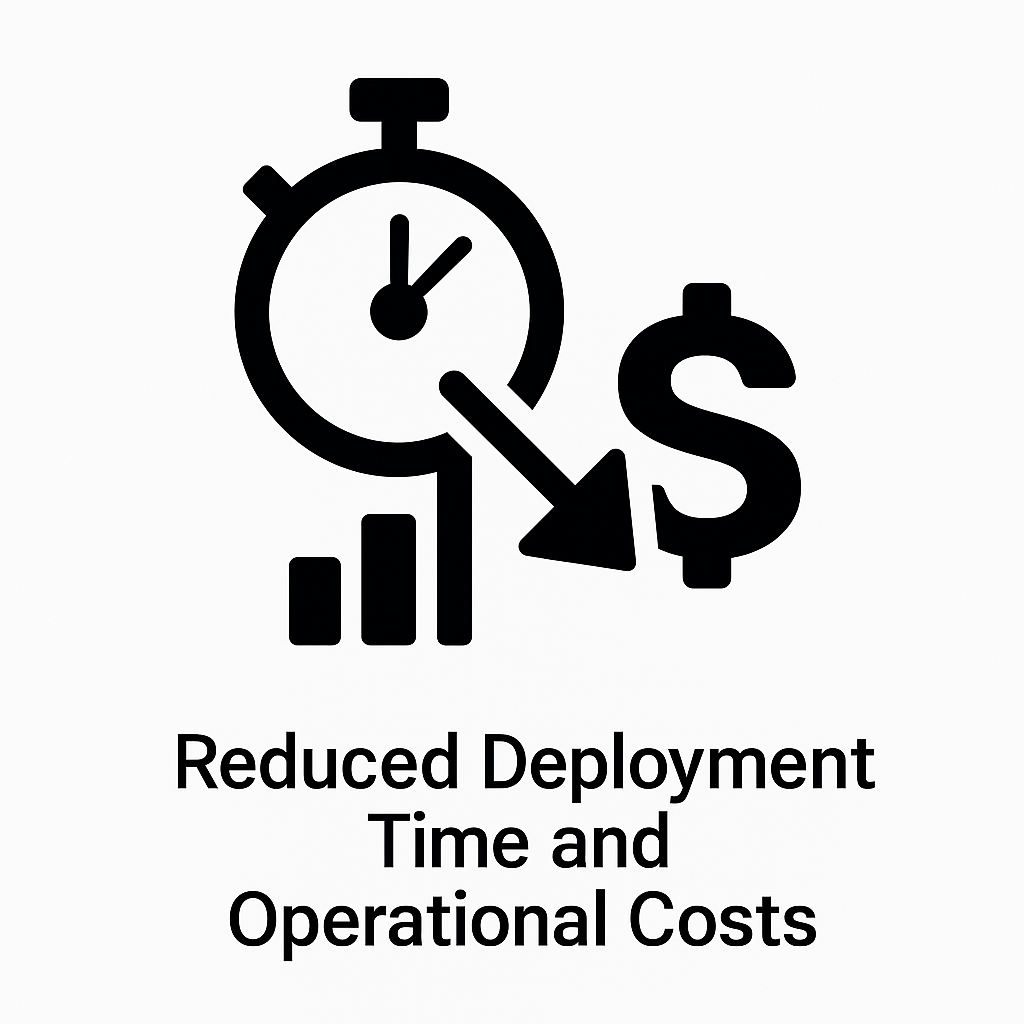 Reduced Deployment
Time and
Operational Costs